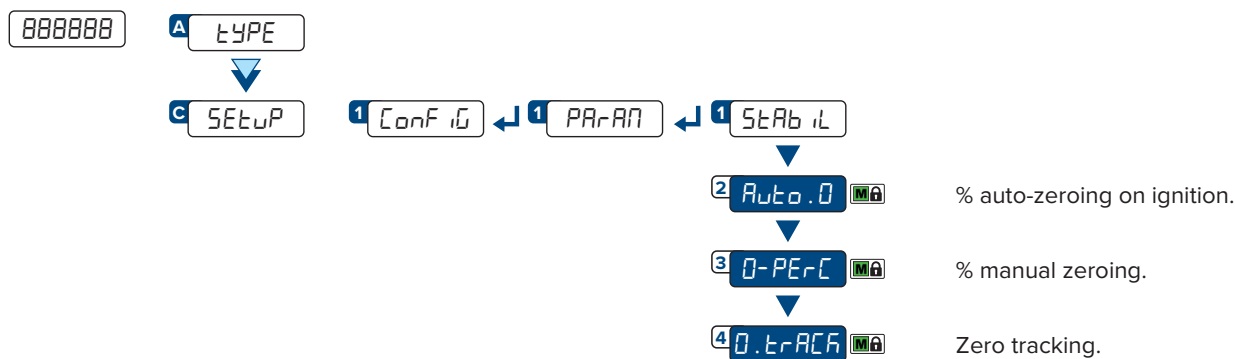 888888 A tYPE
C SEtuP 1 ConFiG 1 PArAM 1 StAbiL
2 Auto.0 M % auto-zeroing on ignition.
3 0-PErC M % manual zeroing.
4 0.trACk M Zero tracking.